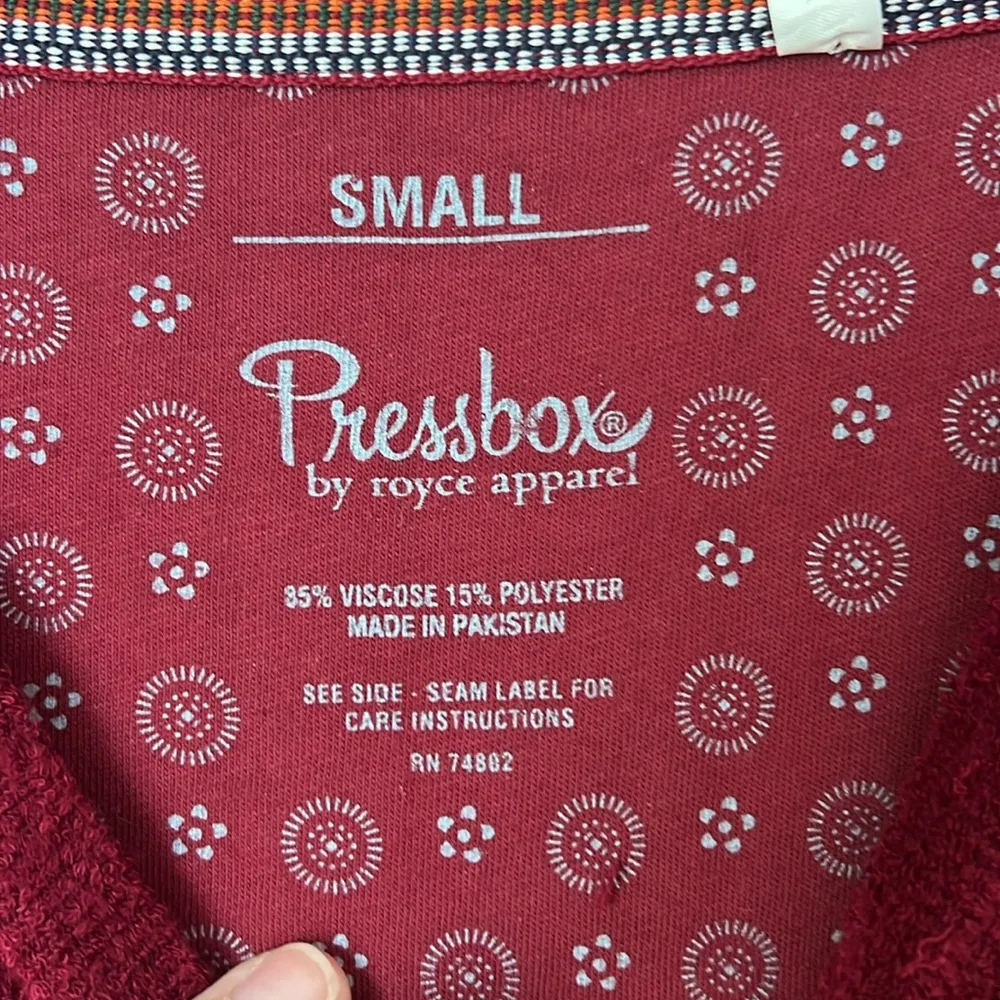 SMALL
Pressbox®
by royce apparel
85% VISCOSE 15% POLYESTER
MADE IN PAKISTAN
SEE SIDE - SEAM LABEL FOR
CARE INSTRUCTIONS
RN 74802